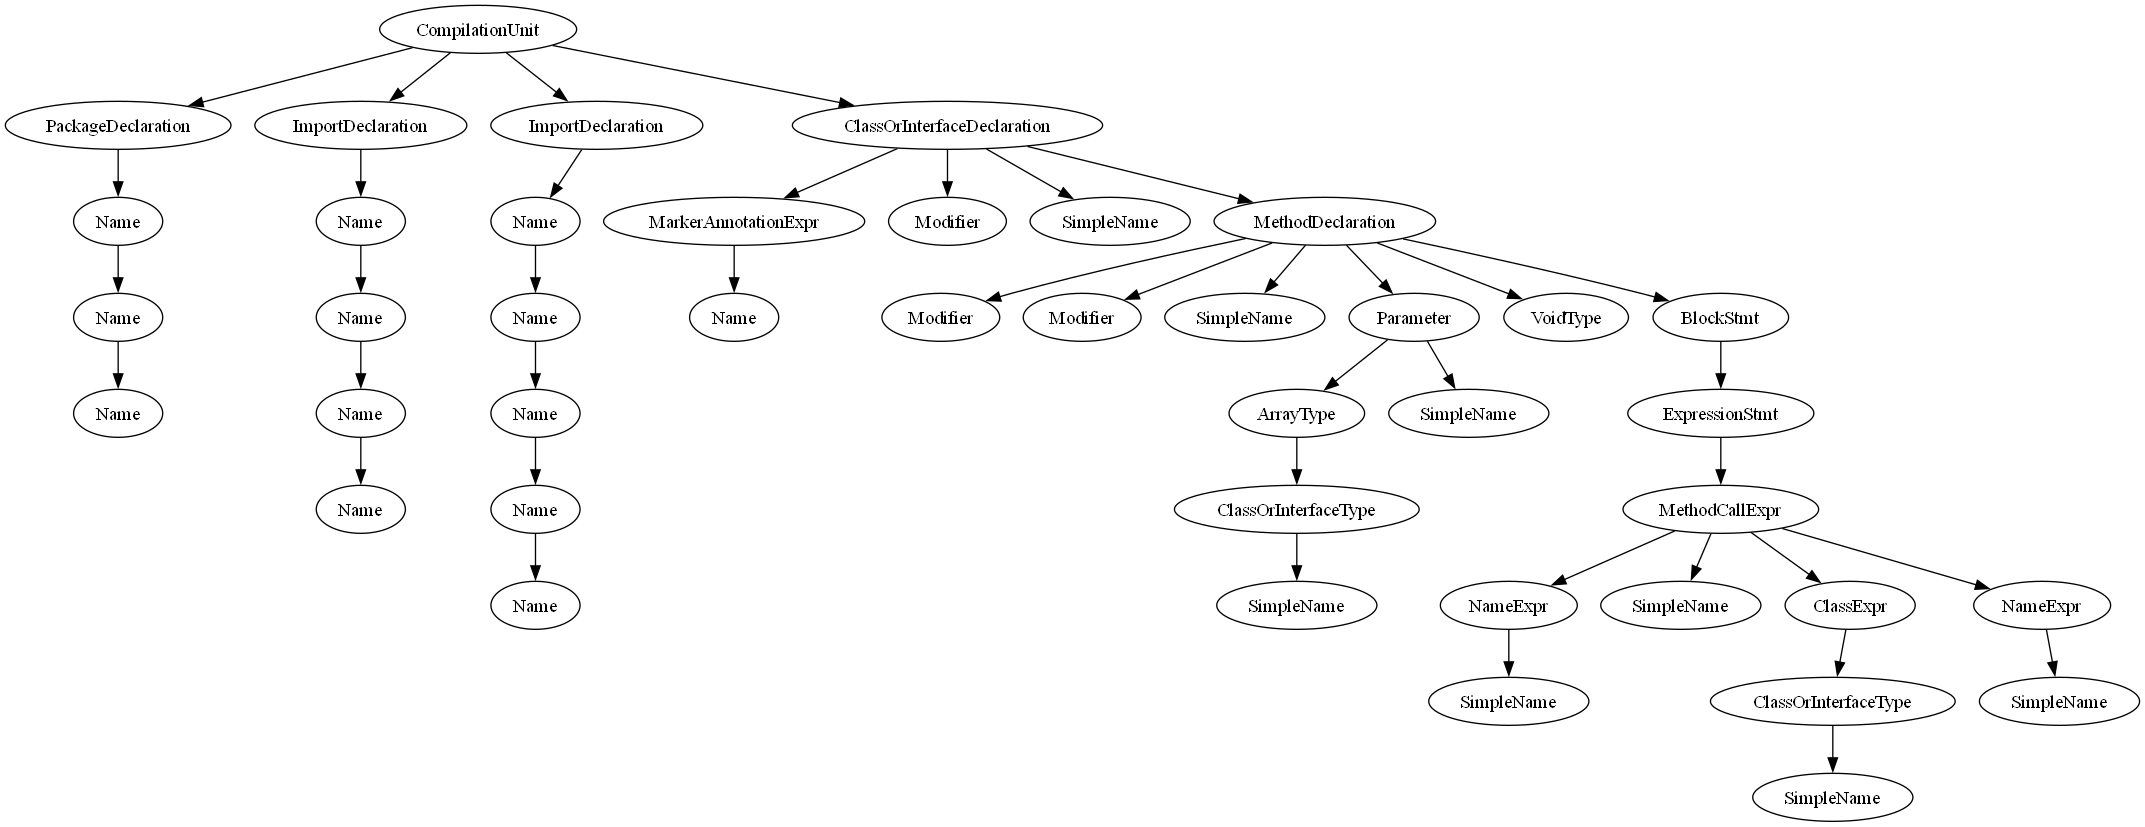 CompilationUnit
PackageDeclaration
ImportDeclaration
ImportDeclaration
ClassOrInterfaceDeclaration
Name
Name
Name
MarkerAnnotationExpr
Modifier
SimpleName
MethodDeclaration
Name
Name
Name
Name
Modifier
Modifier
SimpleName
Parameter
VoidType
BlockStmt
Name
Name
Name
ArrayType
SimpleName
ExpressionStmt
Name
Name
ClassOrInterfaceType
MethodCallExpr
Name
SimpleName
NameExpr
SimpleName
ClassExpr
NameExpr
SimpleName
ClassOrInterfaceType
SimpleName
SimpleName